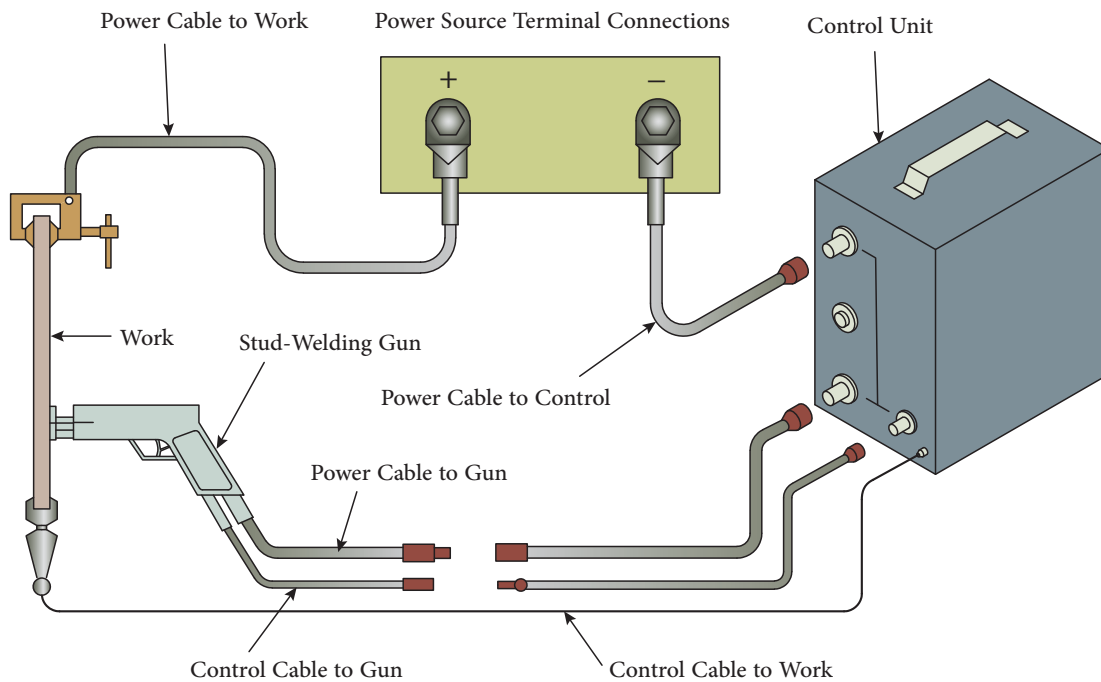 Power Cable to Work
Power Source Terminal Connections
Control Unit
+
−
Work
Stud-Welding Gun
Power Cable to Control
Power Cable to Gun
Control Cable to Gun
Control Cable to Work